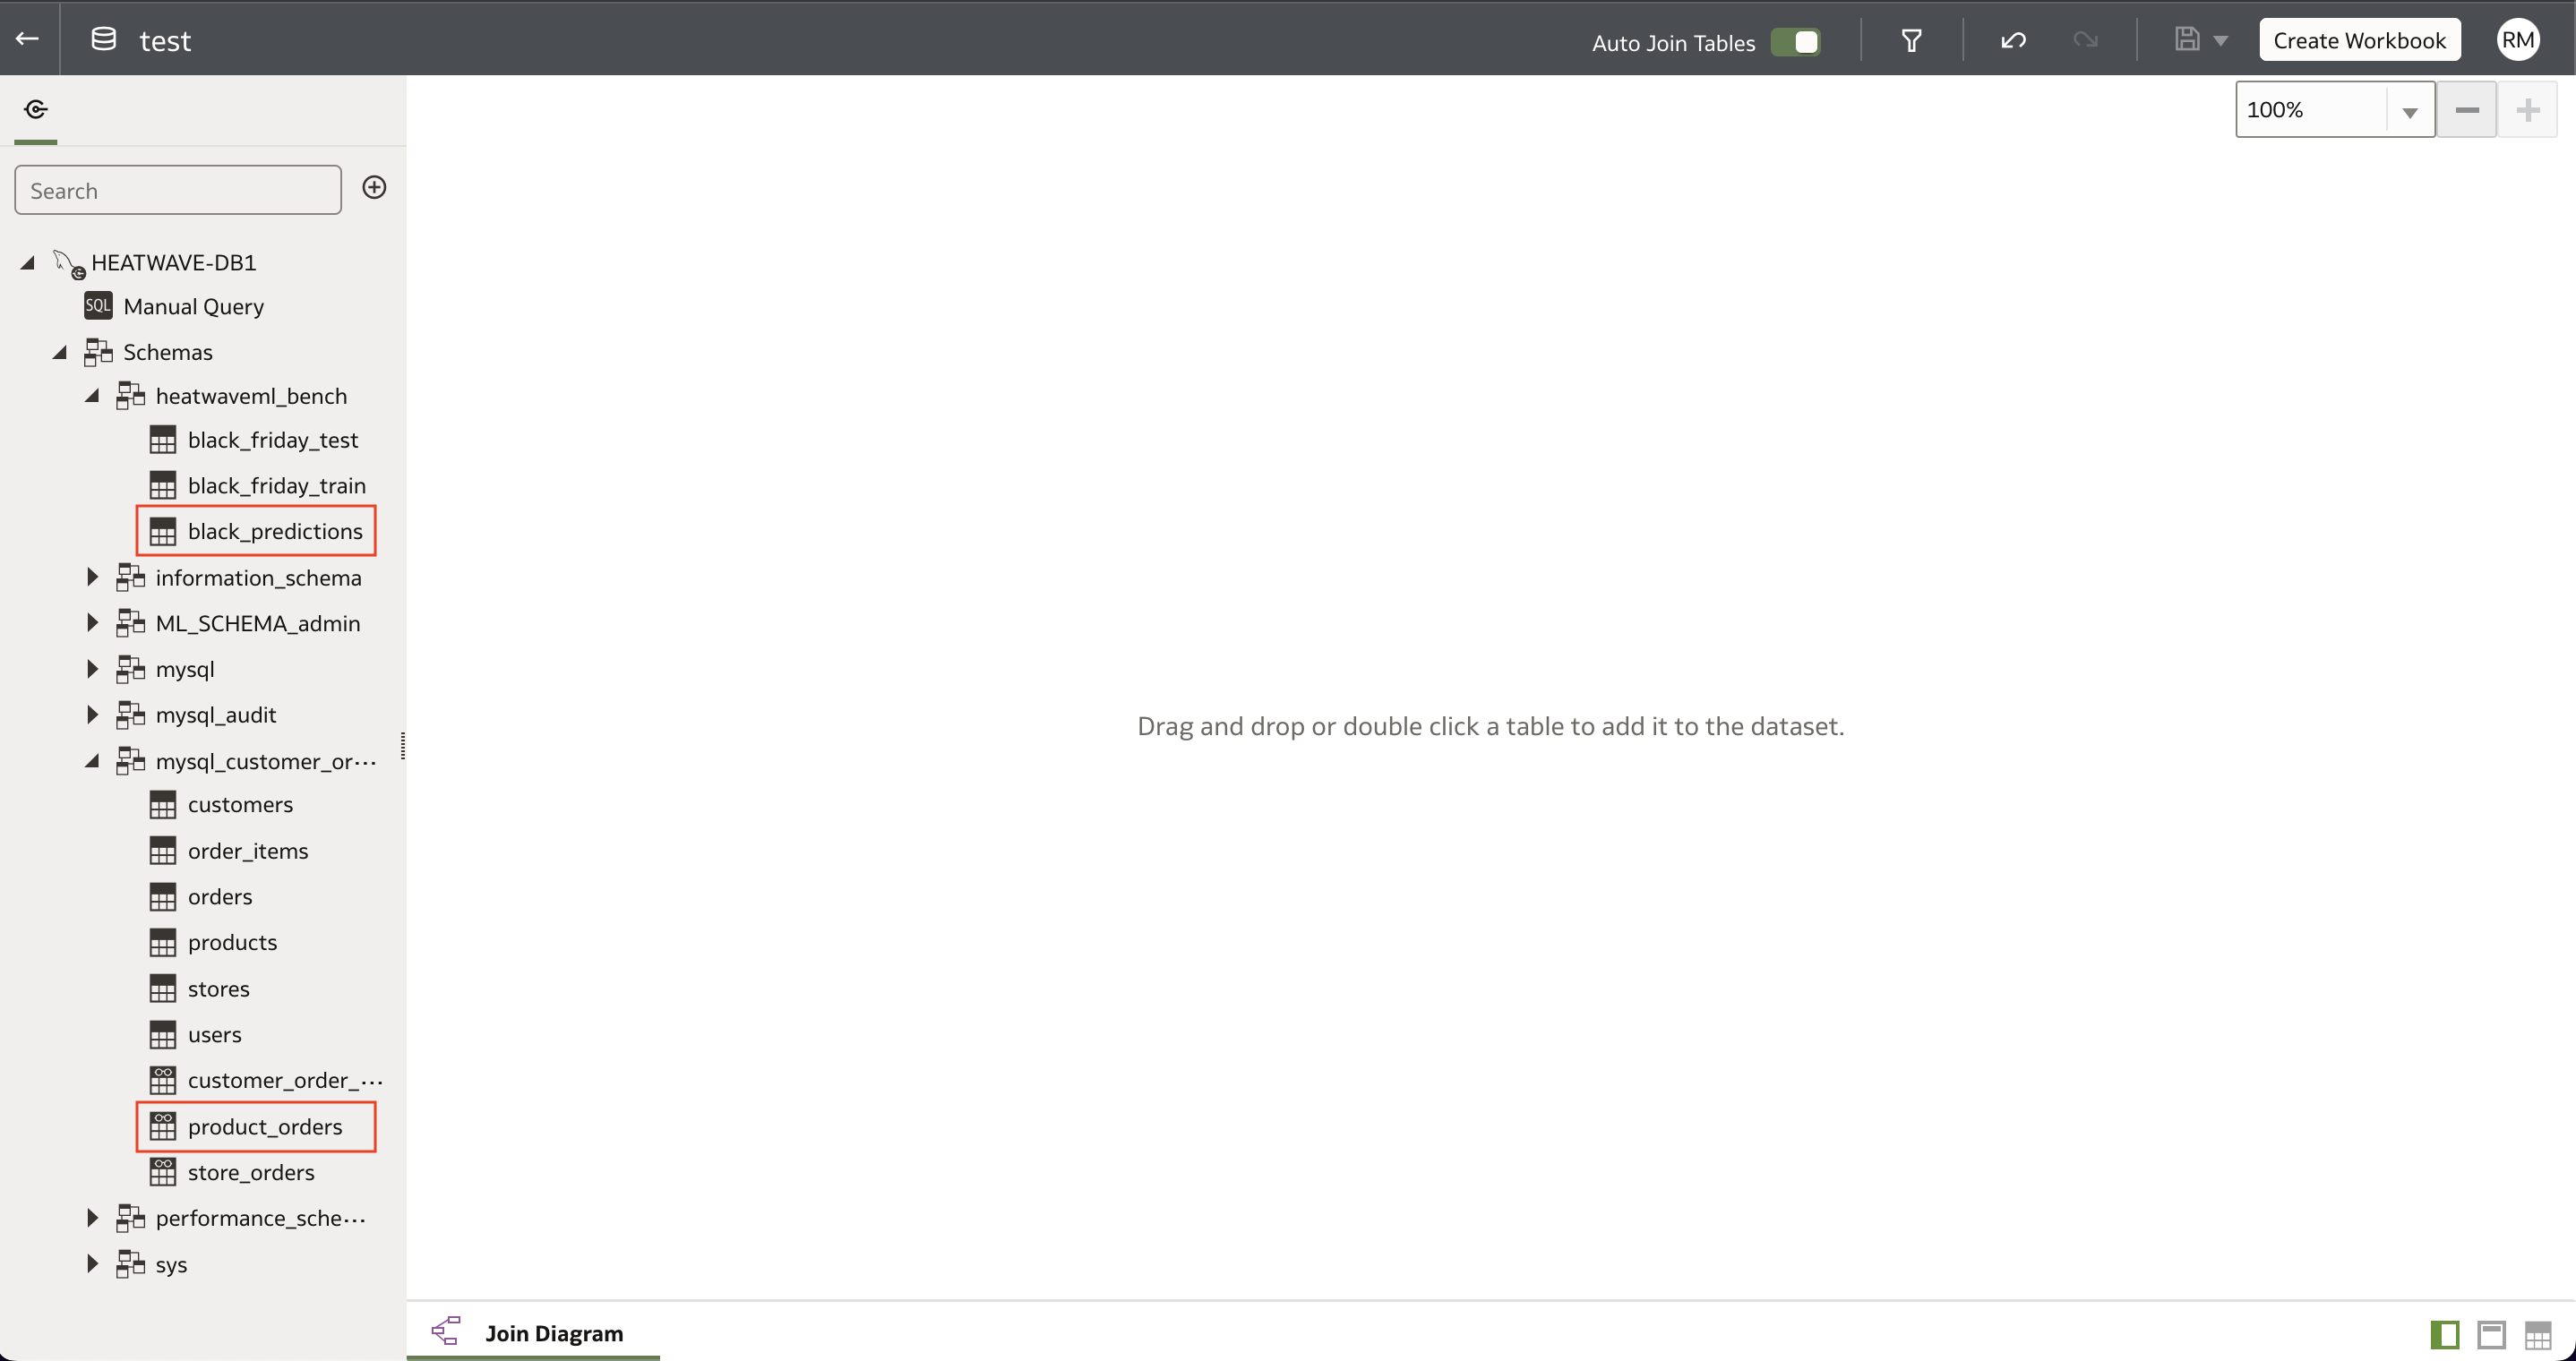 test
Auto Join Tables
Create Workbook
RM
100%
Search
HEATWAVE-DB1
SQL Manual Query
Schemas
heatwaveml_bench
black_friday_test
black_friday_train
black_predictions
information_schema
ML_SCHEMA_admin
mysql
mysql_audit
mysql_customer_or...
customers
order_items
orders
products
stores
users
customer_order_...
product_orders
store_orders
performance_sche...
sys
Drag and drop or double click a table to add it to the dataset.
Join Diagram